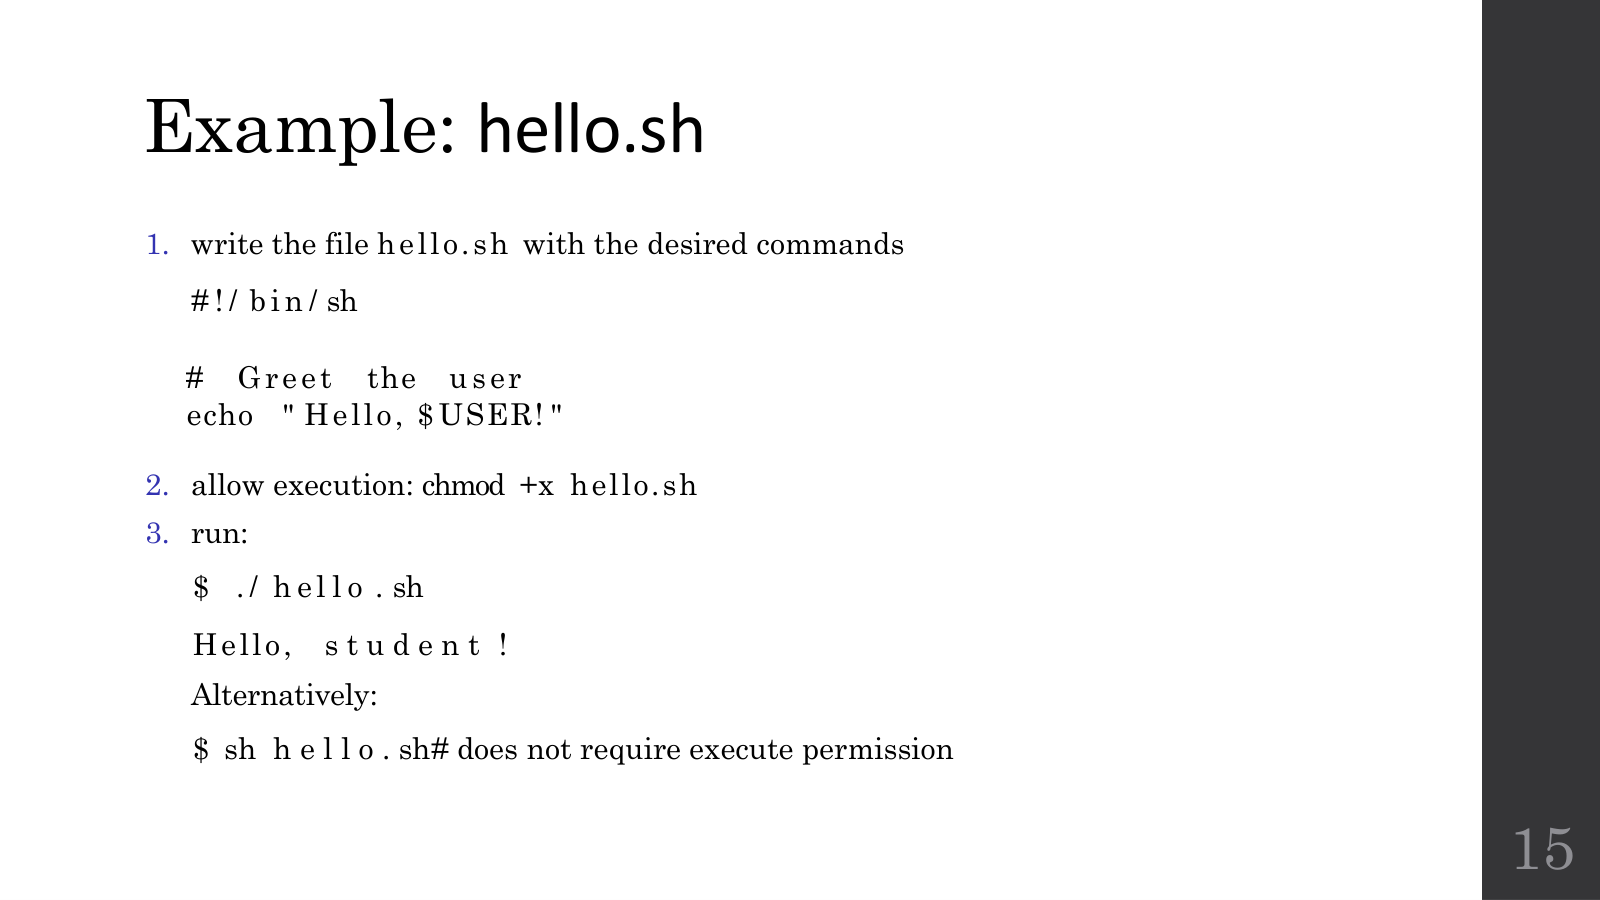 Example: hello.sh
1. write the file hello.sh with the desired commands
#!/bin/sh
# Greet the user
echo "Hello, $USER!"
2. allow execution: chmod +x hello.sh
3. run:
$ ./hello.sh
Hello, student!
Alternatively:
$ sh hello.sh# does not require execute permission
15